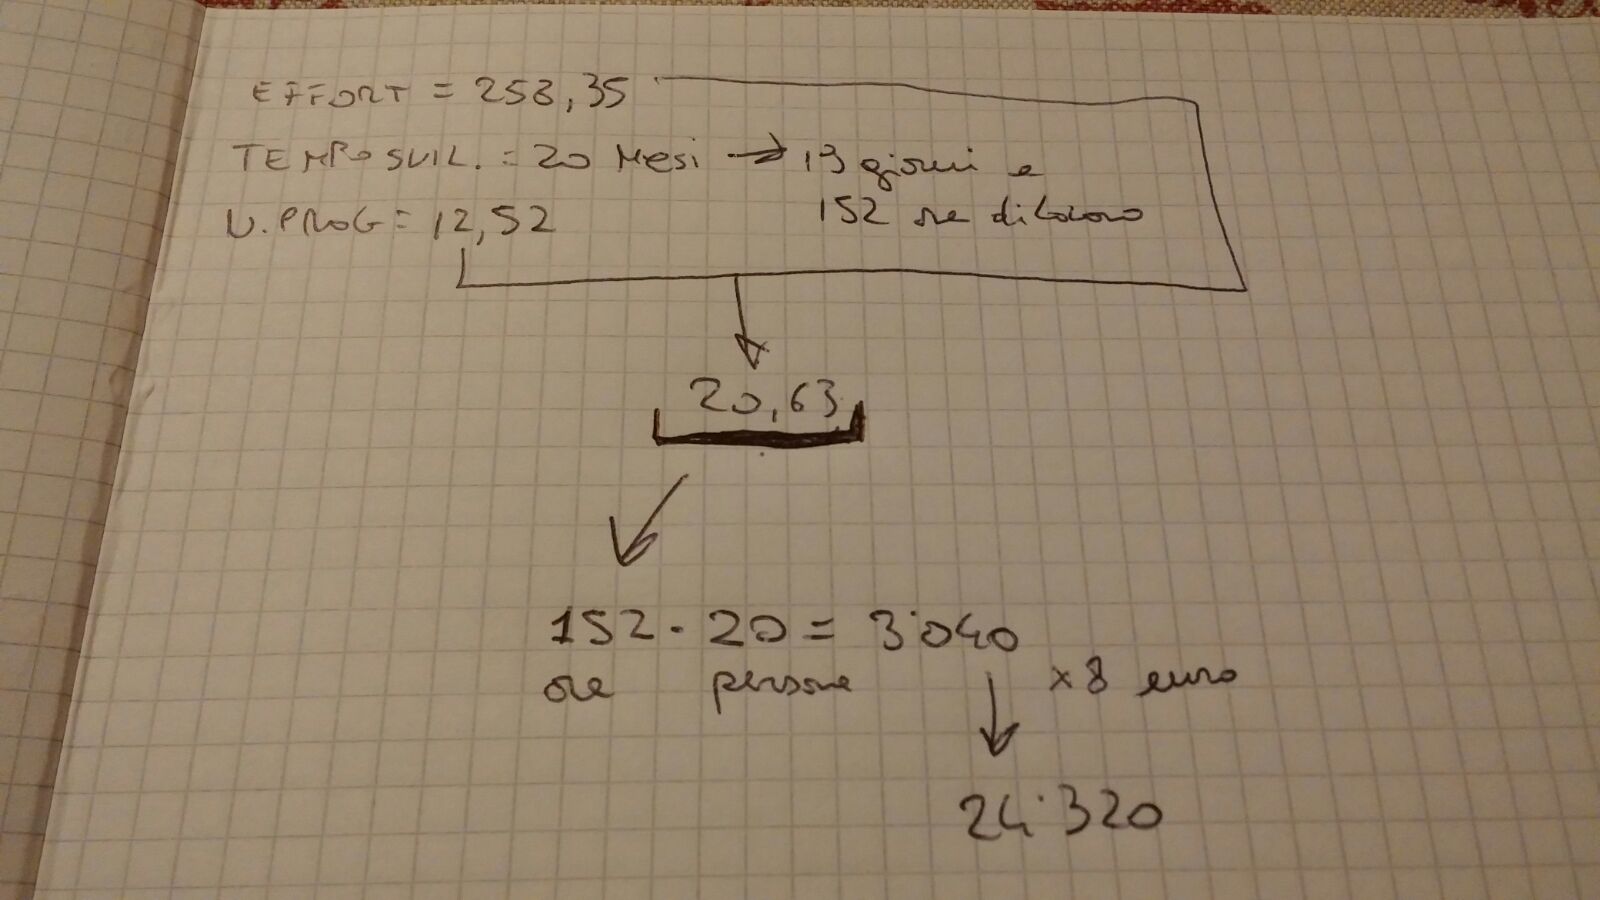 EFFORT = 258,35
TEMPO SVIL. = 20 Mesi → 19 giorni e
152 ore di lavoro
N. PROG = 12,52
20,63
152 · 20 = 3'040
ore persone × 8 euro
24'320